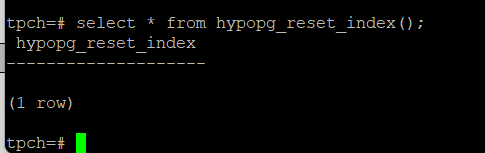 tpch=# select * from hypopg_reset_index();
 hypopg_reset_index
--------------------
(1 row)
tpch=#